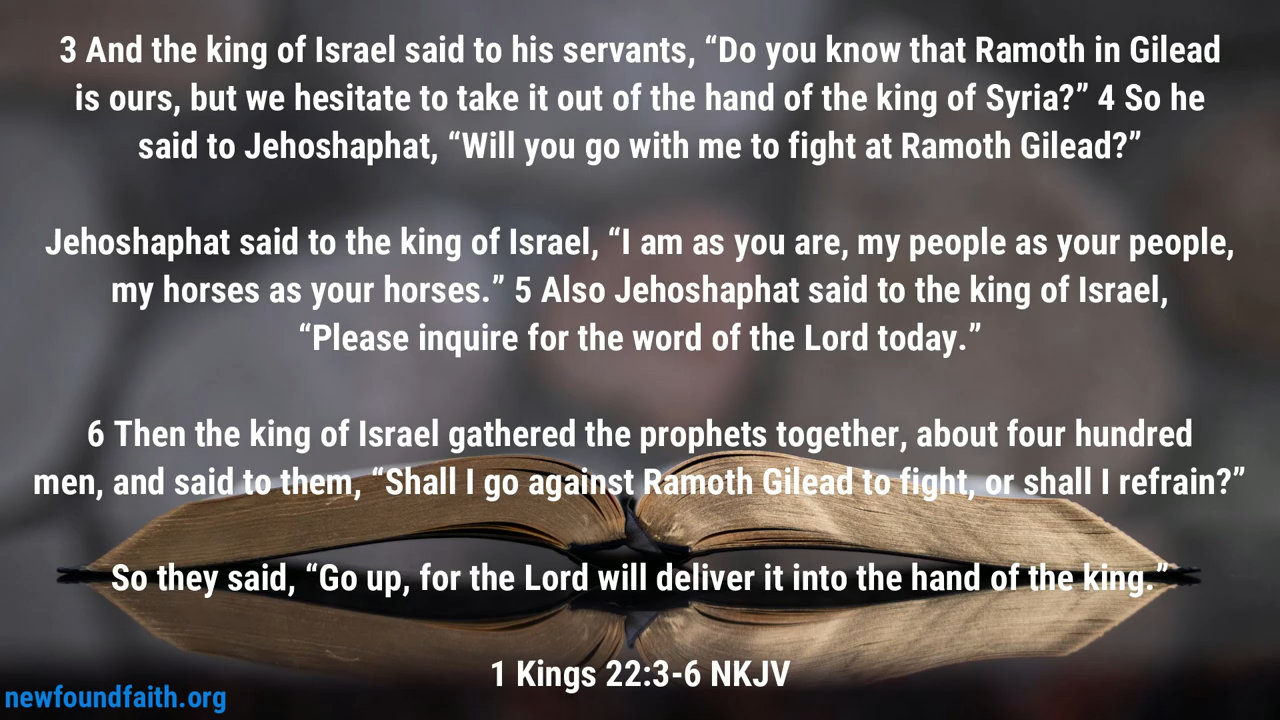 3 And the king of Israel said to his servants, “Do you know that Ramoth in Gilead
is ours, but we hesitate to take it out of the hand of the king of Syria?” 4 So he
said to Jehoshaphat, “Will you go with me to fight at Ramoth Gilead?”
Jehoshaphat said to the king of Israel, “I am as you are, my people as your people,
my horses as your horses.” 5 Also Jehoshaphat said to the king of Israel,
“Please inquire for the word of the Lord today.”
6 Then the king of Israel gathered the prophets together, about four hundred
men, and said to them, “Shall I go against Ramoth Gilead to fight, or shall I refrain?”
So they said, “Go up, for the Lord will deliver it into the hand of the king.”
1 Kings 22:3-6 NKJV
newfoundfaith.org